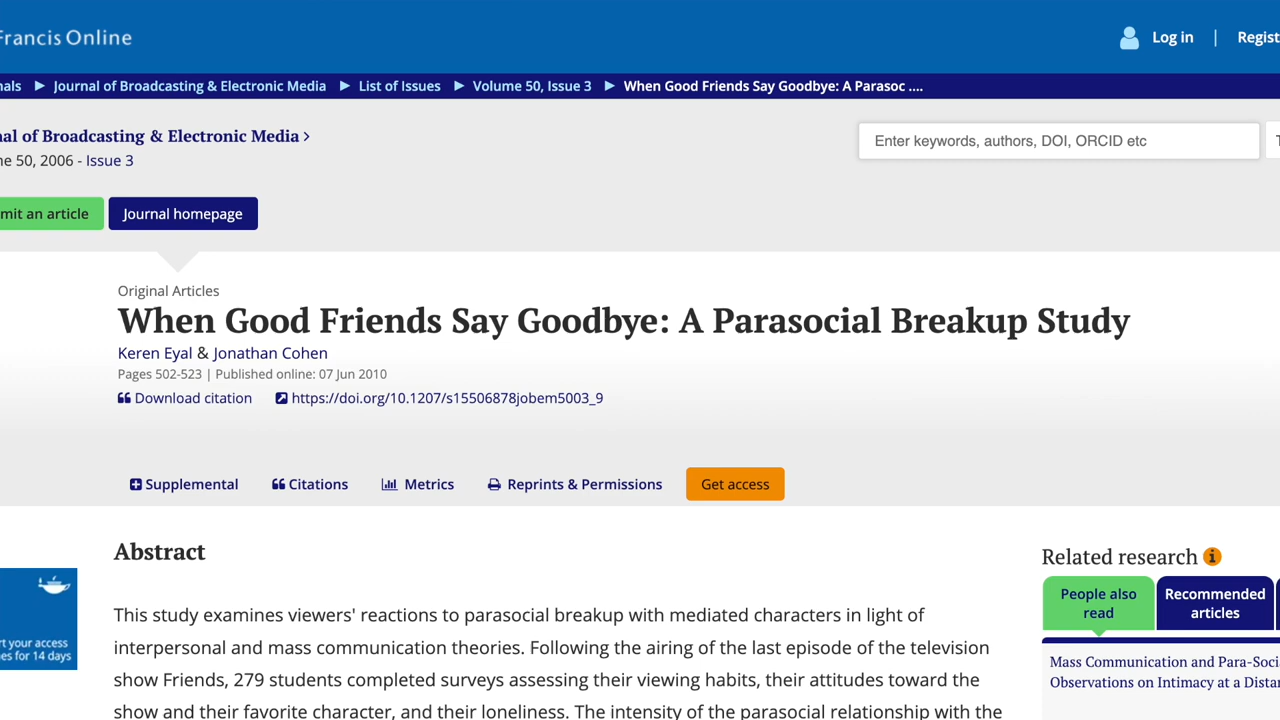 Francis Online
Log in | Regist
nals ▶ Journal of Broadcasting & Electronic Media ▶ List of Issues ▶ Volume 50, Issue 3 ▶ When Good Friends Say Goodbye: A Parasoc ....
nal of Broadcasting & Electronic Media >
ne 50, 2006 - Issue 3
Enter keywords, authors, DOI, ORCID etc
mit an article
Journal homepage
Original Articles
When Good Friends Say Goodbye: A Parasocial Breakup Study
Keren Eyal & Jonathan Cohen
Pages 502-523 | Published online: 07 Jun 2010
Download citation https://doi.org/10.1207/s15506878jobem5003_9
Supplemental Citations Metrics Reprints & Permissions Get access
Abstract
This study examines viewers' reactions to parasocial breakup with mediated characters in light of
interpersonal and mass communication theories. Following the airing of the last episode of the television
show Friends, 279 students completed surveys assessing their viewing habits, their attitudes toward the
show and their favorite character, and their loneliness. The intensity of the parasocial relationship with the
rt your access
es for 14 days
Related research
People also
read
Recommended
articles
Mass Communication and Para-Soci
Observations on Intimacy at a Distan